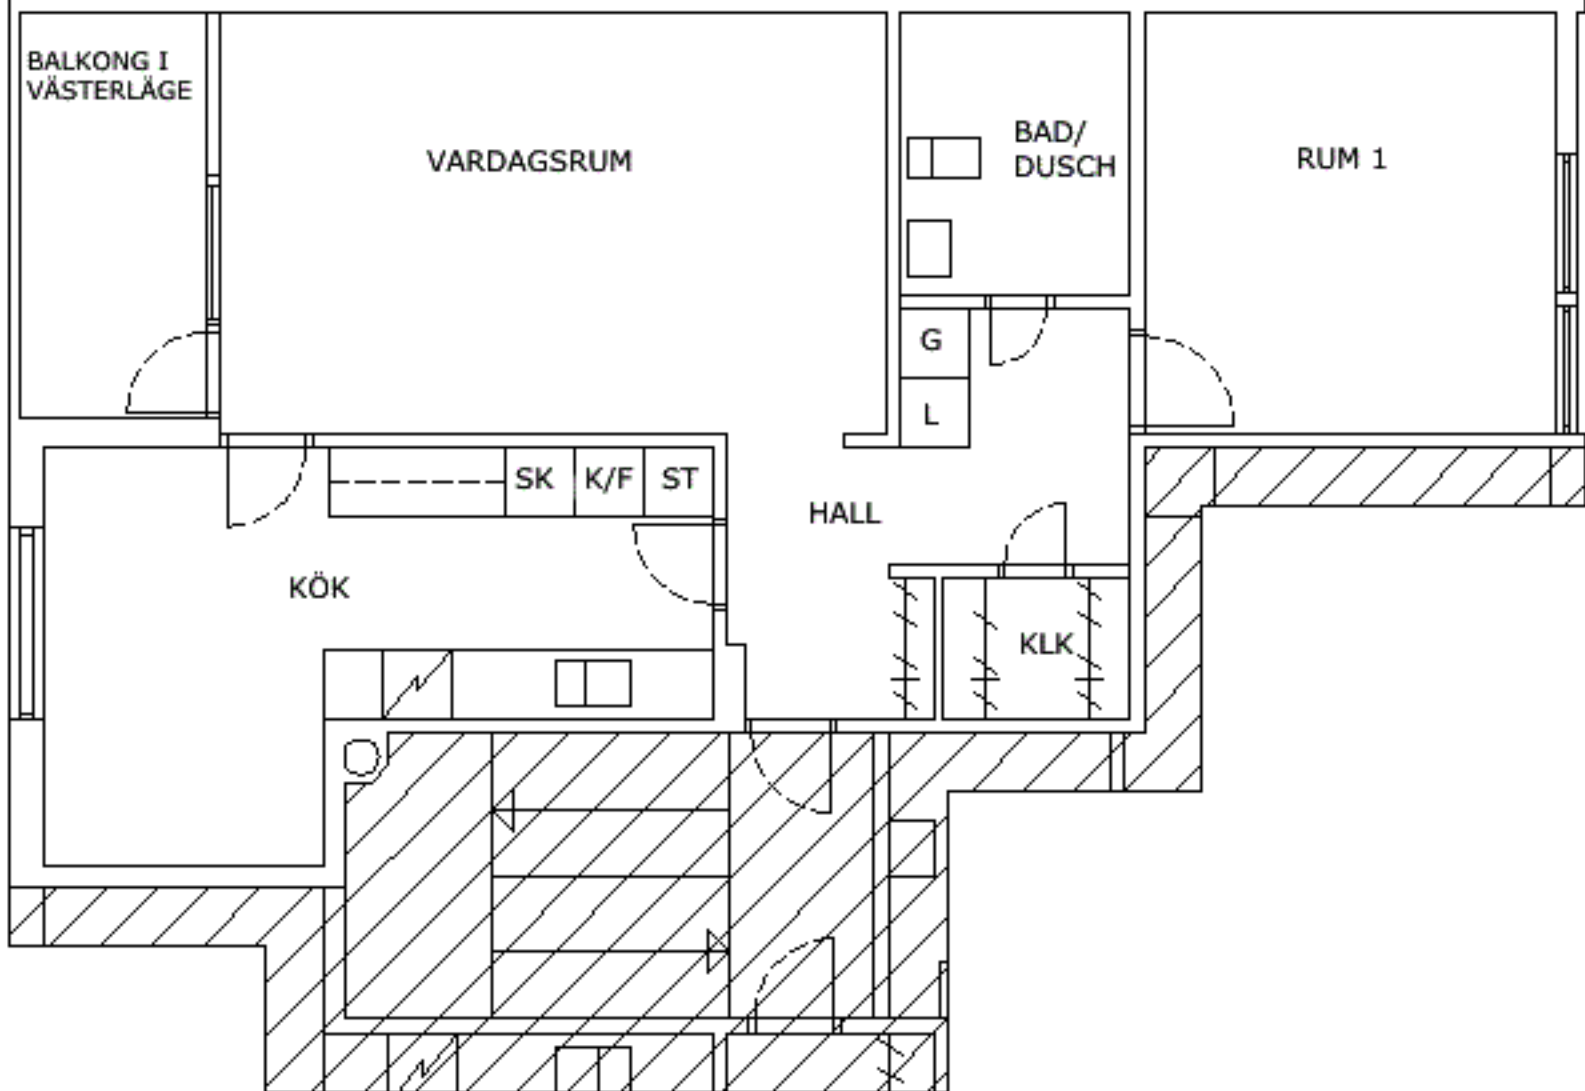 BALKONG I
VÄSTERLÄGE
VARDAGSRUM
BAD/
DUSCH
RUM 1
G
L
SK
K/F
ST
HALL
KÖK
KLK